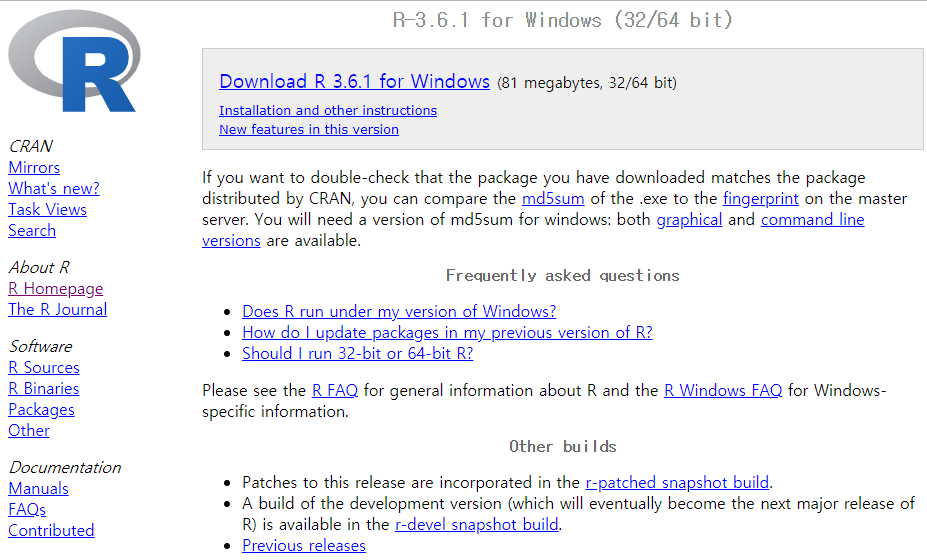 R-3.6.1 for Windows (32/64 bit)
R
Download R 3.6.1 for Windows (81 megabytes, 32/64 bit)
Installation and other instructions
New features in this version
CRAN
Mirrors
What's new?
Task Views
Search
About R
R Homepage
The R Journal
Software
R Sources
R Binaries
Packages
Other
Documentation
Manuals
FAQs
Contributed
If you want to double-check that the package you have downloaded matches the package
distributed by CRAN, you can compare the md5sum of the .exe to the fingerprint on the master
server. You will need a version of md5sum for windows: both graphical and command line
versions are available.
Frequently asked questions
• Does R run under my version of Windows?
• How do I update packages in my previous version of R?
• Should I run 32-bit or 64-bit R?
Please see the R FAQ for general information about R and the R Windows FAQ for Windows-
specific information.
Other builds
• Patches to this release are incorporated in the r-patched snapshot build.
• A build of the development version (which will eventually become the next major release of
R) is available in the r-devel snapshot build.
• Previous releases